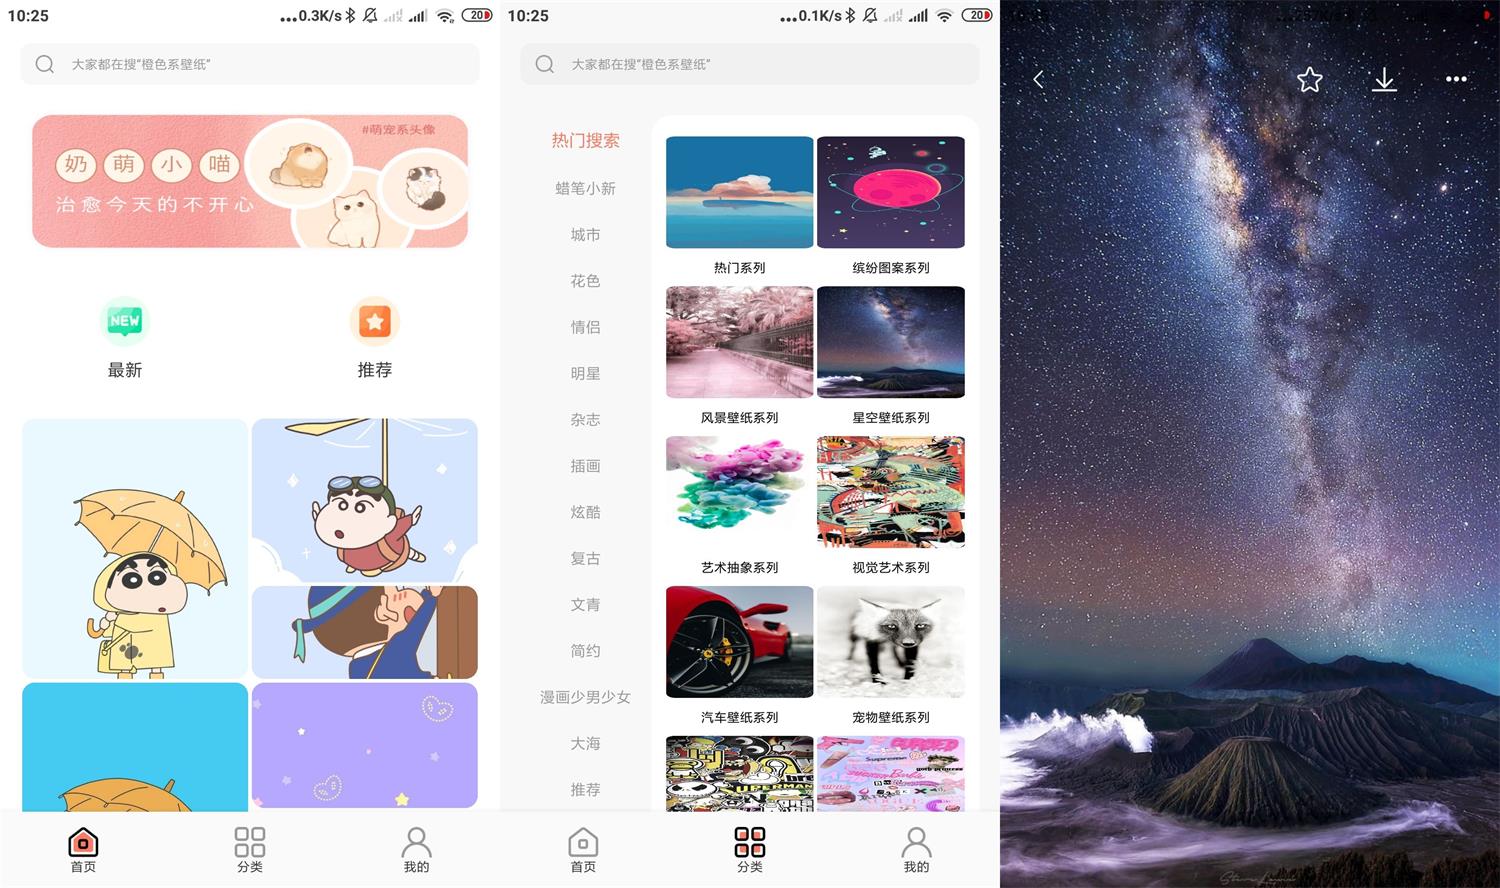 10:25
0.3K/s
20
大家都在搜"橙色系壁纸"
#萌宠系头像
奶萌小喵
治愈今天的不开心
NEW
最新
推荐
首页
分类
我的
10:25
0.1K/s
20
大家都在搜"橙色系壁纸"
热门搜索
蜡笔小新
城市
花色
情侣
明星
杂志
插画
炫酷
复古
文青
简约
漫画少男少女
大海
推荐
热门系列
缤纷图案系列
风景壁纸系列
星空壁纸系列
艺术抽象系列
视觉艺术系列
汽车壁纸系列
宠物壁纸系列
Supreme
Barbie
首页
分类
我的